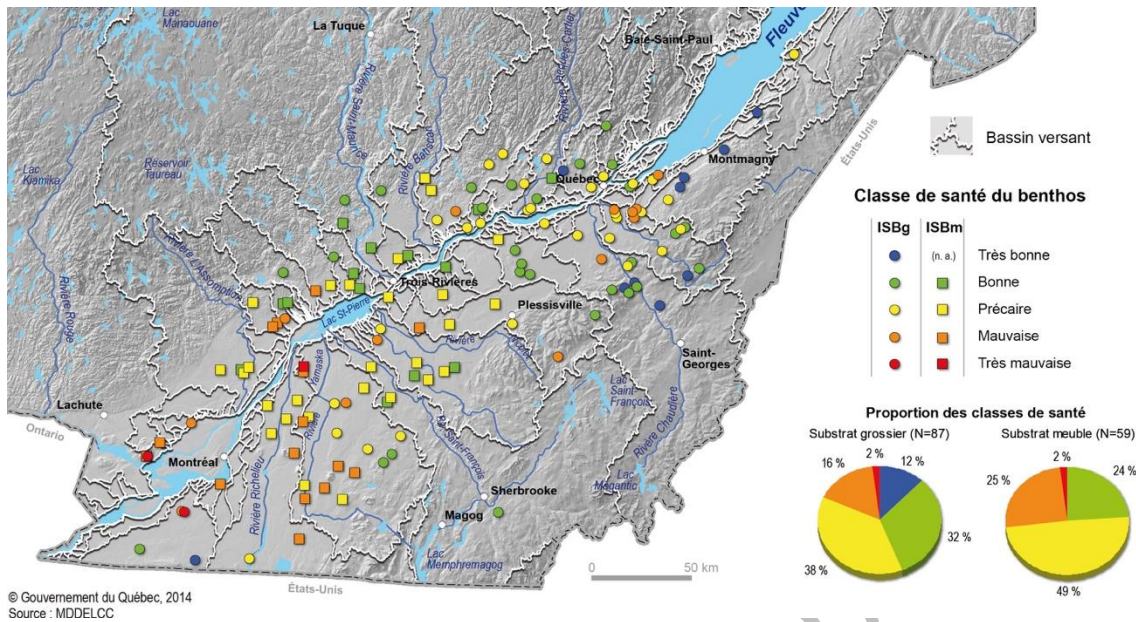 Lac
Manaouane
La Tuque
Baie-Saint-Paul
Fleuve
Rivière Saint-Maurice
Rivière Batiscan
Rivière Jacques-Cartier
Lac
Kiamika
Réservoir
Taureau
Rivière Rouge
Rivière L'Assomption
Québec
Montmagny
États-Unis
Trois-Rivières
Lac St-Pierre
Plessisville
Rivière
Saint-
Georges
Rivière Chaudière
Lac
Saint-
François
Lac
Mégantic
Lachute
Ontario
Montréal
Rivière Richelieu
Rivière
Yamaska
Riv. Saint-François
Sherbrooke
Magog
Lac
Memphremagog
États-Unis
0 50 km
Bassin versant
Classe de santé du benthos
ISBg ISBm
(n. a.) Très bonne
Bonne
Précaire
Mauvaise
Très mauvaise
Proportion des classes de santé
Substrat grossier (N=87) Substrat meuble (N=59)
2 %
16 % 12 %
32 %
38 %
2 %
25 % 24 %
49 %
© Gouvernement du Québec, 2014
Source : MDDELCC